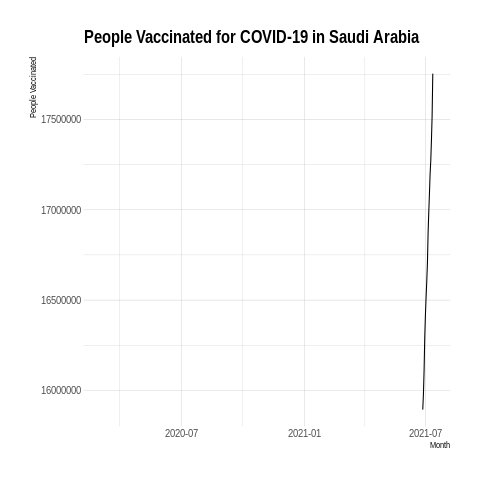 People Vaccinated for COVID-19 in Saudi Arabia
People Vaccinated
17500000
17000000
16500000
16000000
2020-07 2021-01 2021-07
Month